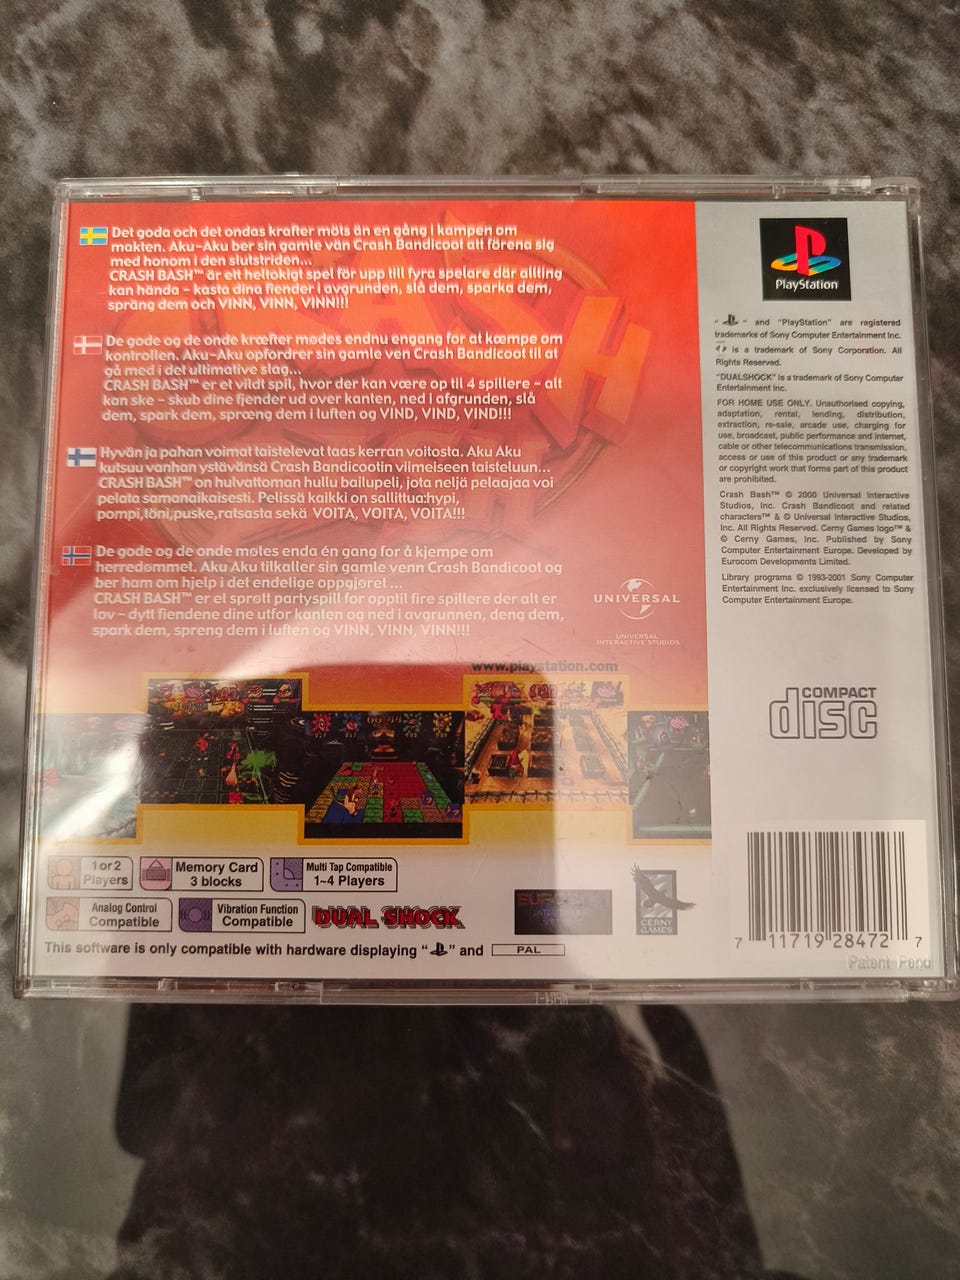 Det goda och det ondas krafter möts än en gång i kampen om
makten. Aku-Aku ber sin gamle vän Crash Bandicoot att förena sig
med honom i den slutstriden...
CRASH BASH™ är ett heltokigt spel för upp till fyra spelare där allting
kan hända – kasta dina fiender i avgrunden, slå dem, sparka dem,
spräng dem och VINN, VINN, VINN!!!
De gode og de onde kræfter mødes endnu engang for at kæmpe om
kontrollen. Aku-Aku opfordrer sin gamle ven Crash Bandicoot til at
gå med i det ultimative slag...
CRASH BASH™ er et vildt spil, hvor der kan være op til 4 spillere – alt
kan ske – skub dine fjender ud over kanten, ned i afgrunden, slå
dem, spark dem, spræng dem i luften og VIND, VIND, VIND!!!
Hyvän ja pahan voimat taistelevat taas kerran voitosta. Aku Aku
kutsuu vanhan ystävänsä Crash Bandicootin viimeiseen taisteluun...
CRASH BASH™ on hulvattoman hullu bailupeli, jota neljä pelaajaa voi
pelata samanaikaisesti. Pelissä kaikki on sallittua:hypi,
pompi,töni,puske,ratsasta sekä VOITA, VOITA, VOITA!!!
De gode og de onde møtes enda én gang for å kjempe om
herredømmet. Aku Aku tilkaller sin gamle venn Crash Bandicoot og
ber ham om hjelp i det endelige oppgjøret ...
CRASH BASH™ er et sprøtt partyspill for opptil fire spillere der alt er
lov – dytt fiendene dine utfor kanten og ned i avgrunnen, deng dem,
spark dem, spreng dem i luften og VINN, VINN, VINN!!!
UNIVERSAL
UNIVERSAL
INTERACTIVE STUDIOS
www.playstation.com
1 or 2
Players
Memory Card
3 blocks
Multi Tap Compatible
1~4 Players
Analog Control
Compatible
Vibration Function
Compatible
DUAL SHOCK
CERNY
GAMES
This software is only compatible with hardware displaying “ ” and PAL
PlayStation
“ ” and “PlayStation” are registered
trademarks of Sony Computer Entertainment Inc.
is a trademark of Sony Corporation. All
Rights Reserved.
“DUALSHOCK” is a trademark of Sony Computer
Entertainment Inc.
FOR HOME USE ONLY. Unauthorised copying,
adaptation, rental, lending, distribution,
extraction, re-sale, arcade use, charging for
use, broadcast, public performance and internet,
cable or other telecommunications transmission,
access or use of this product or any trademark
or copyright work that forms part of this product
are prohibited.
Crash Bash™ © 2000 Universal Interactive
Studios, Inc. Crash Bandicoot and related
characters™ & © Universal Interactive Studios,
Inc. All Rights Reserved. Cerny Games logo™ &
© Cerny Games, Inc. Published by Sony
Computer Entertainment Europe. Developed by
Eurocom Developments Limited.
Library programs © 1993-2001 Sony Computer
Entertainment Inc. exclusively licensed to Sony
Computer Entertainment Europe.
COMPACT
disc
7 11719 28472 7
Patent Pend